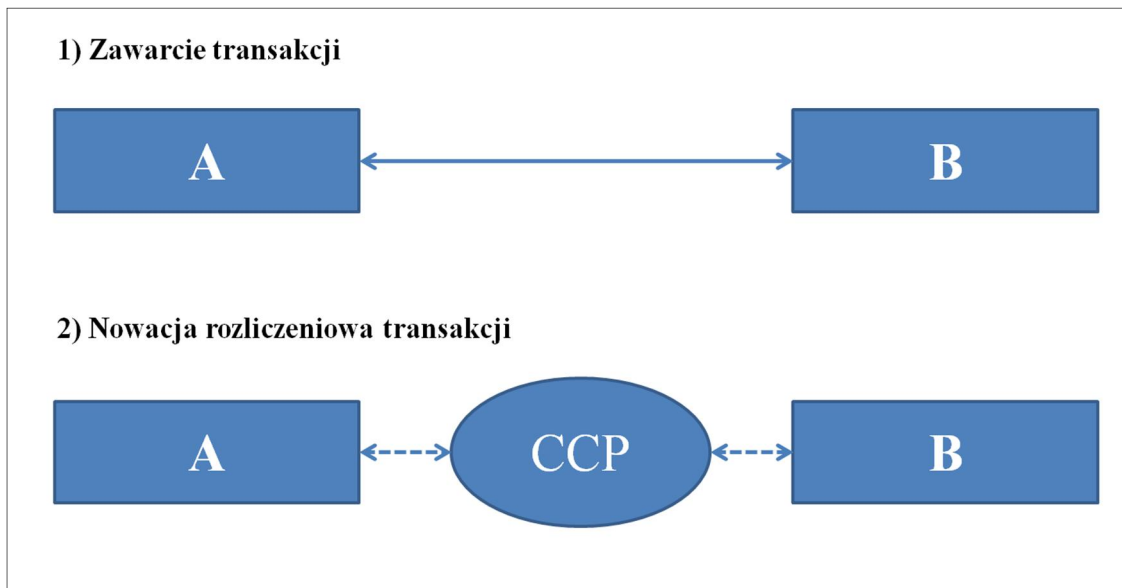 1) Zawarcie transakcji
A
B
2) Nowacja rozliczeniowa transakcji
A
CCP
B